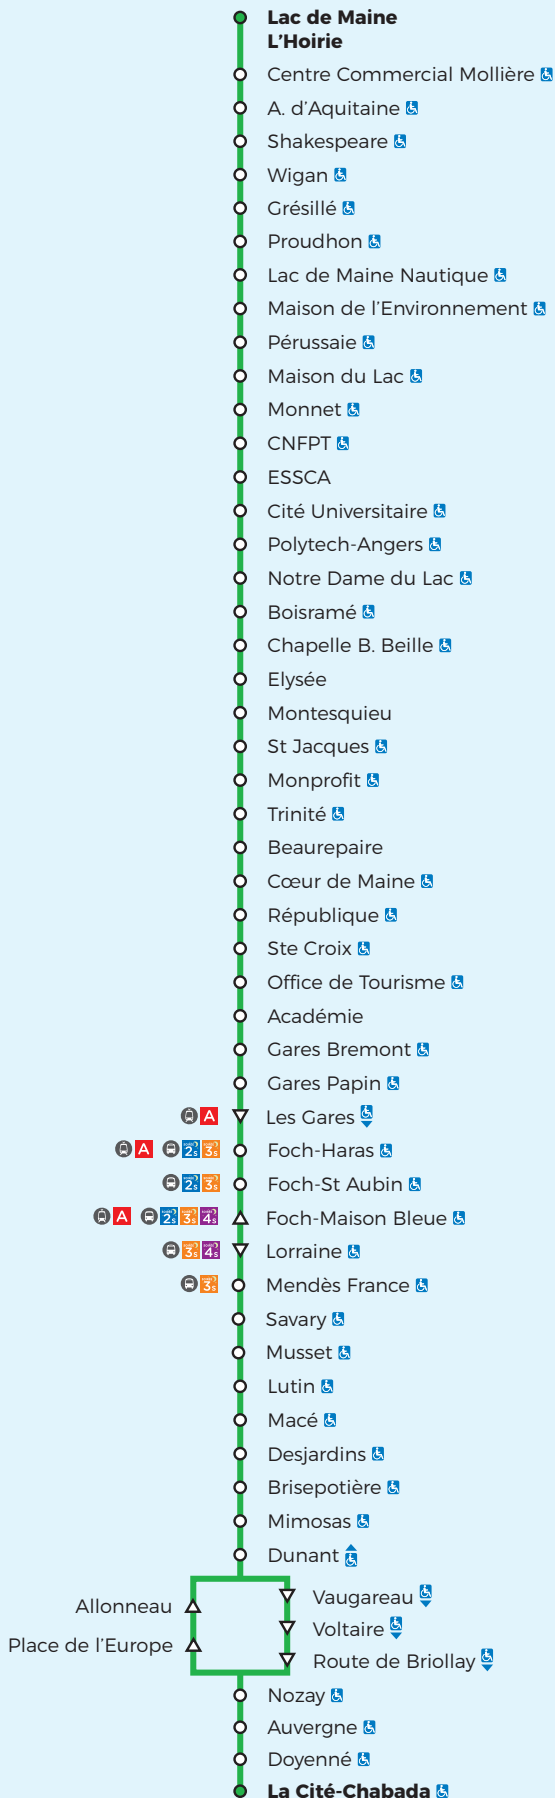 Lac de Maine
L'Hoirie
Centre Commercial Mollière
A. d'Aquitaine
Shakespeare
Wigan
Grésillé
Proudhon
Lac de Maine Nautique
Maison de l'Environnement
Pérussaie
Maison du Lac
Monnet
CNFPT
ESSCA
Cité Universitaire
Polytech-Angers
Notre Dame du Lac
Boisramé
Chapelle B. Beille
Elysée
Montesquieu
St Jacques
Monprofit
Trinité
Beaurepaire
Cœur de Maine
République
Ste Croix
Office de Tourisme
Académie
Gares Bremont
Gares Papin
A Les Gares
A 2s 3s Foch-Haras
2s 3s Foch-St Aubin
A 2s 3s 4s Foch-Maison Bleue
3s 4s Lorraine
3s Mendès France
Savary
Musset
Lutin
Macé
Desjardins
Brisepotière
Mimosas
Dunant
Vaugareau
Allonneau
Voltaire
Place de l'Europe
Route de Briollay
Nozay
Auvergne
Doyenné
La Cité-Chabada